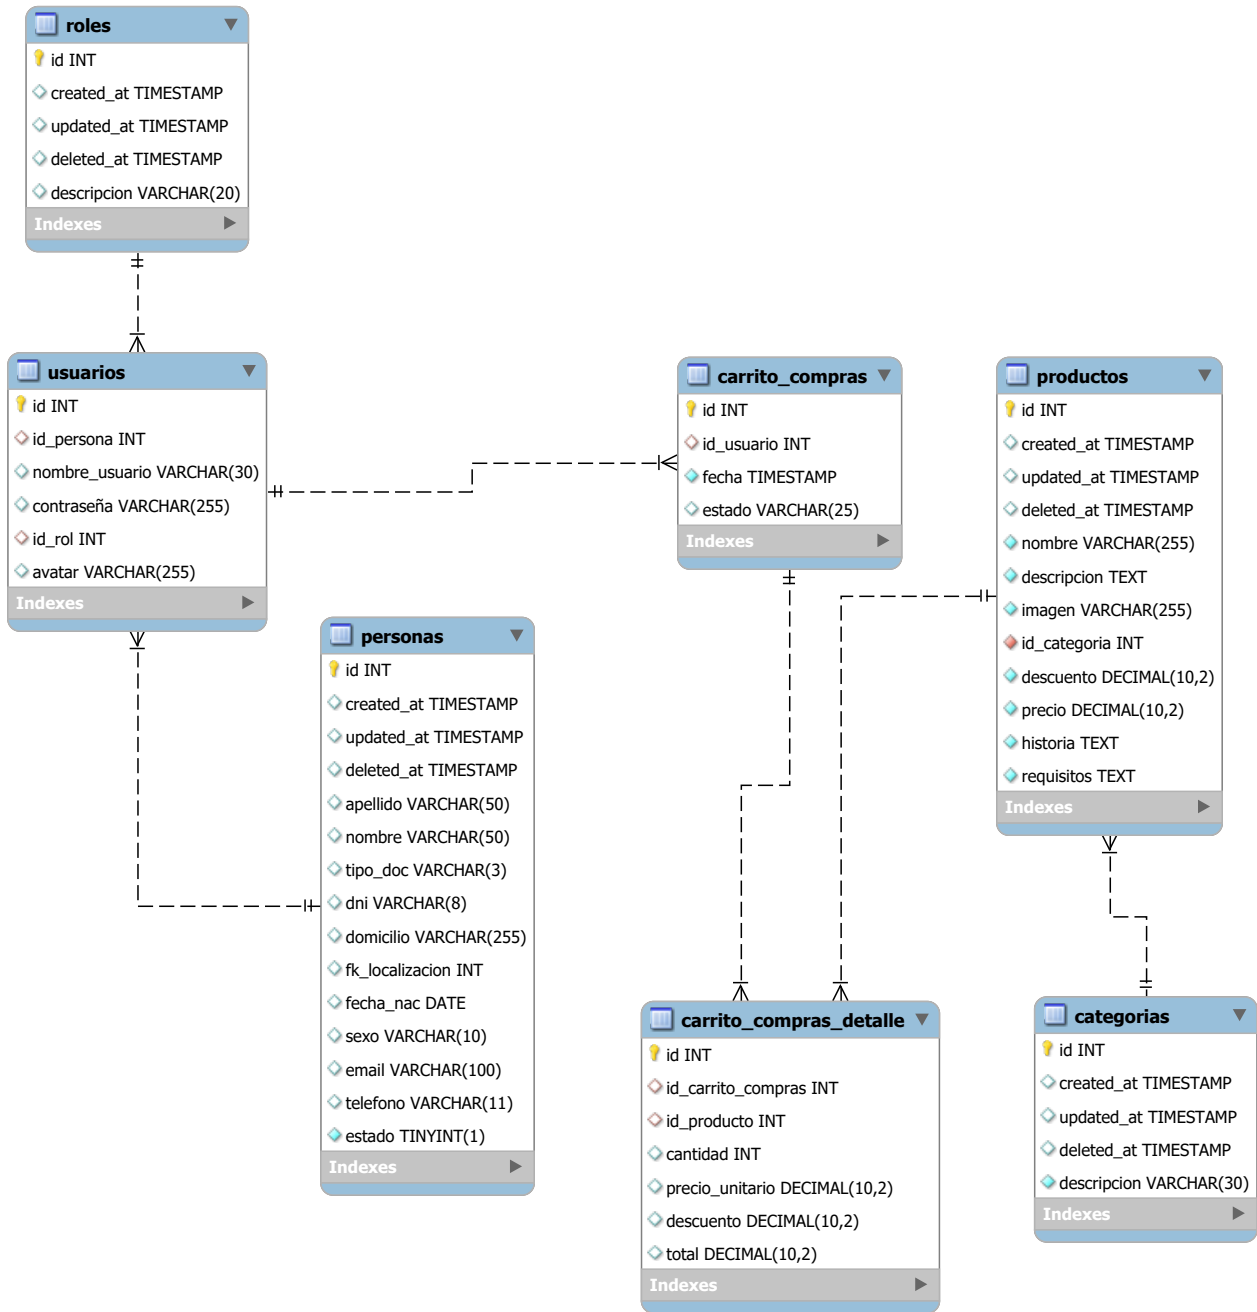 roles
id INT
created_at TIMESTAMP
updated_at TIMESTAMP
deleted_at TIMESTAMP
descripcion VARCHAR(20)
Indexes
usuarios
id INT
id_persona INT
nombre_usuario VARCHAR(30)
contraseña VARCHAR(255)
id_rol INT
avatar VARCHAR(255)
Indexes
personas
id INT
created_at TIMESTAMP
updated_at TIMESTAMP
deleted_at TIMESTAMP
apellido VARCHAR(50)
nombre VARCHAR(50)
tipo_doc VARCHAR(3)
dni VARCHAR(8)
domicilio VARCHAR(255)
fk_localizacion INT
fecha_nac DATE
sexo VARCHAR(10)
email VARCHAR(100)
telefono VARCHAR(11)
estado TINYINT(1)
Indexes
carrito_compras
id INT
id_usuario INT
fecha TIMESTAMP
estado VARCHAR(25)
Indexes
productos
id INT
created_at TIMESTAMP
updated_at TIMESTAMP
deleted_at TIMESTAMP
nombre VARCHAR(255)
descripcion TEXT
imagen VARCHAR(255)
id_categoria INT
descuento DECIMAL(10,2)
precio DECIMAL(10,2)
historia TEXT
requisitos TEXT
Indexes
carrito_compras_detalle
id INT
id_carrito_compras INT
id_producto INT
cantidad INT
precio_unitario DECIMAL(10,2)
descuento DECIMAL(10,2)
total DECIMAL(10,2)
Indexes
categorias
id INT
created_at TIMESTAMP
updated_at TIMESTAMP
deleted_at TIMESTAMP
descripcion VARCHAR(30)
Indexes